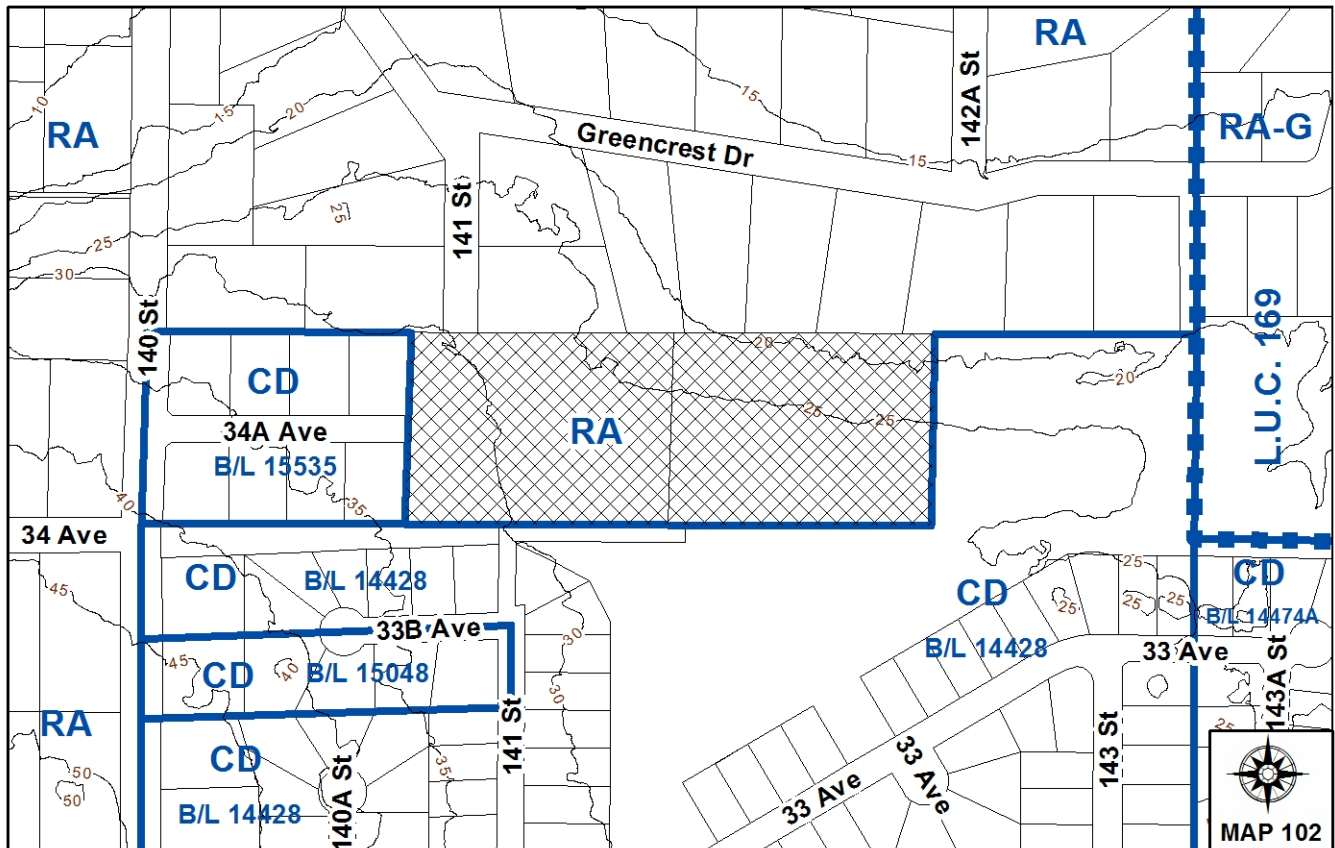 RA
142A St
10
15
20
15
RA
RA-G
Greencrest Dr
15
25
141 St
25
30
140 St
L.U.C. 169
20
CD
20
34A Ave
RA
25
25
B/L 15535
40
35
34 Ave
45
CD
B/L 14428
25
CD
CD
B/L 14474A
25
25
25
33B Ave
30
B/L 14428
33 Ave
45
CD
40
B/L 15048
30
141 St
143A St
RA
CD
35
33 Ave
143 St
25
50
50
140A St
33 Ave
B/L 14428
MAP 102